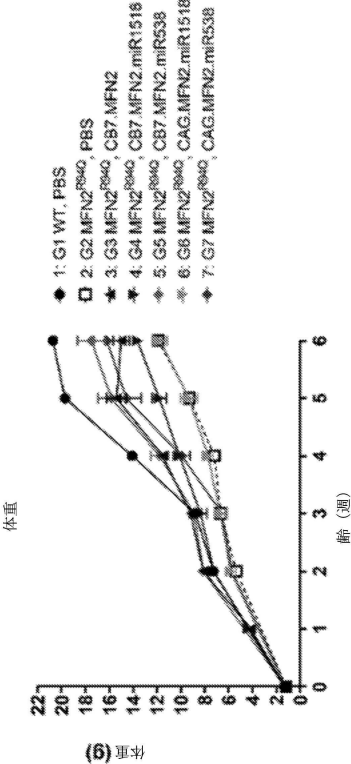 体重
体重 (g)
22
20
18
16
14
12
10
8
6
4
2
0
0 1 2 3 4 5 6
齢（週）
1: G1 WT, PBS
2: G2 MFN2R94Q, PBS
3: G3 MFN2R94Q, CB7.MFN2
4: G4 MFN2R94Q, CB7.MFN2.miR1518
5: G5 MFN2R94Q, CB7.MFN2.miR538
6: G6 MFN2R94Q, CAG.MFN2.miR1518
7: G7 MFN2R94Q, CAG.MFN2.miR538